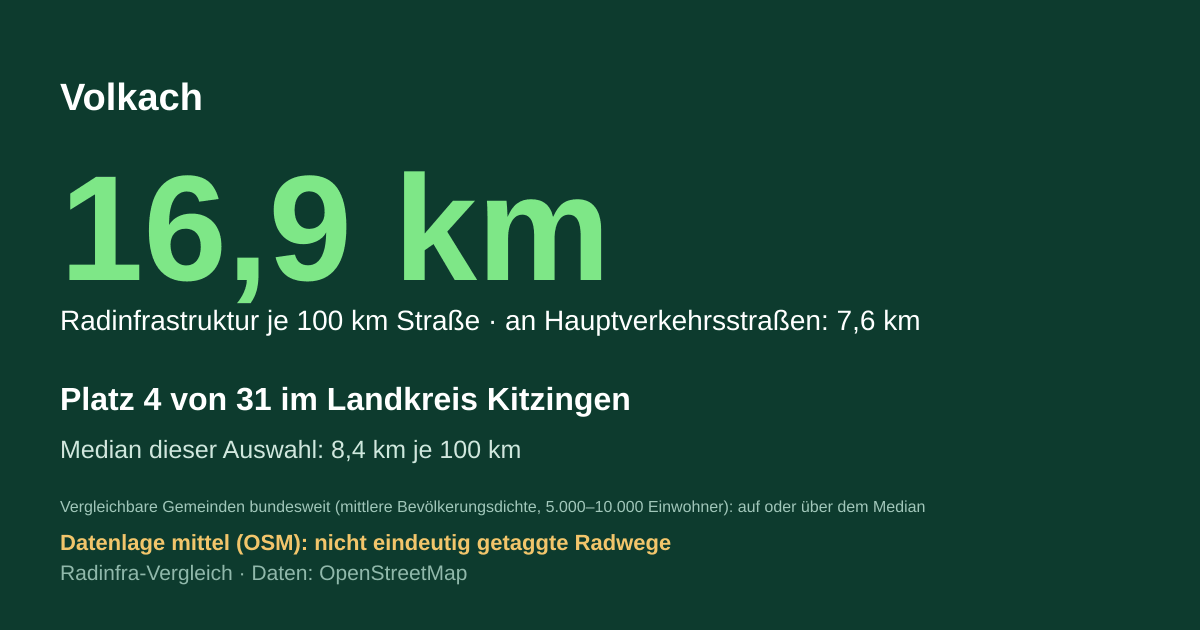 Volkach
16,9 km
Radinfrastruktur je 100 km Straße · an Hauptverkehrsstraßen: 7,6 km
Platz 4 von 31 im Landkreis Kitzingen
Median dieser Auswahl: 8,4 km je 100 km
Vergleichbare Gemeinden bundesweit (mittlere Bevölkerungsdichte, 5.000–10.000 Einwohner): auf oder über dem Median
Datenlage mittel (OSM): nicht eindeutig getaggte Radwege
Radinfra-Vergleich · Daten: OpenStreetMap